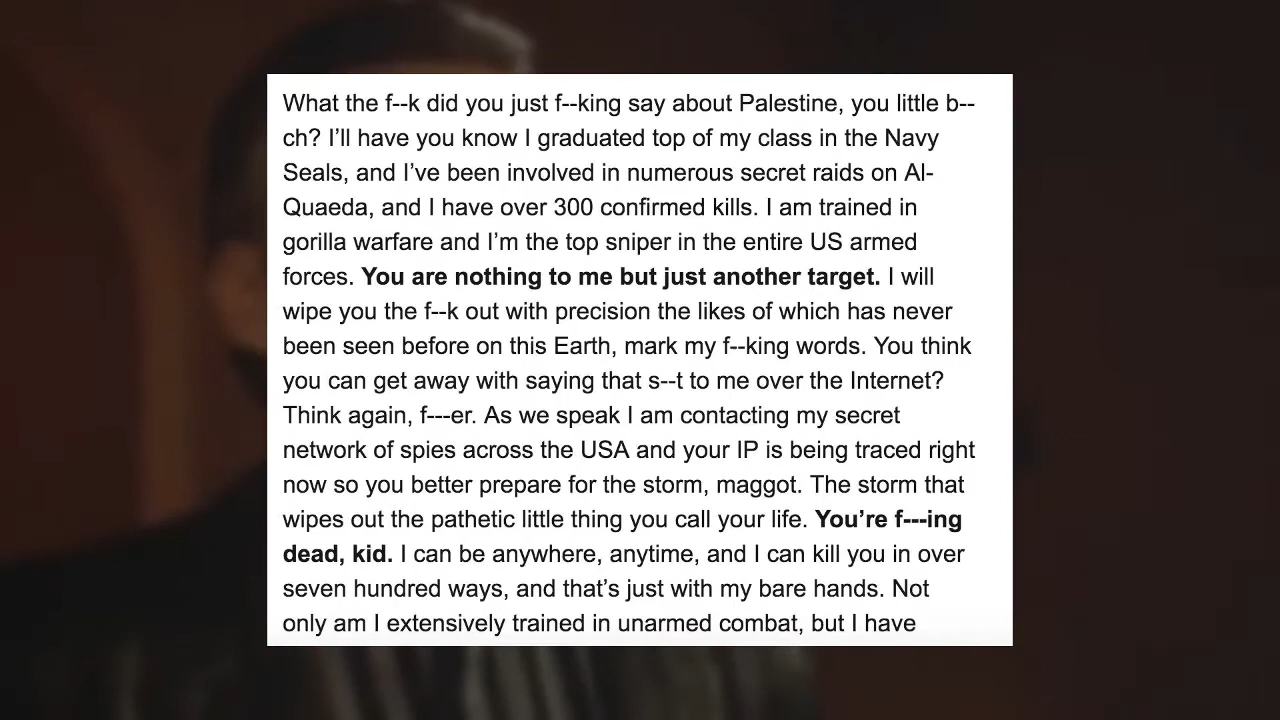 What the f--k did you just f--king say about Palestine, you little b--
ch? I’ll have you know I graduated top of my class in the Navy
Seals, and I’ve been involved in numerous secret raids on Al-
Quaeda, and I have over 300 confirmed kills. I am trained in
gorilla warfare and I’m the top sniper in the entire US armed
forces. You are nothing to me but just another target. I will
wipe you the f--k out with precision the likes of which has never
been seen before on this Earth, mark my f--king words. You think
you can get away with saying that s--t to me over the Internet?
Think again, f---er. As we speak I am contacting my secret
network of spies across the USA and your IP is being traced right
now so you better prepare for the storm, maggot. The storm that
wipes out the pathetic little thing you call your life. You’re f---ing
dead, kid. I can be anywhere, anytime, and I can kill you in over
seven hundred ways, and that’s just with my bare hands. Not
only am I extensively trained in unarmed combat, but I have